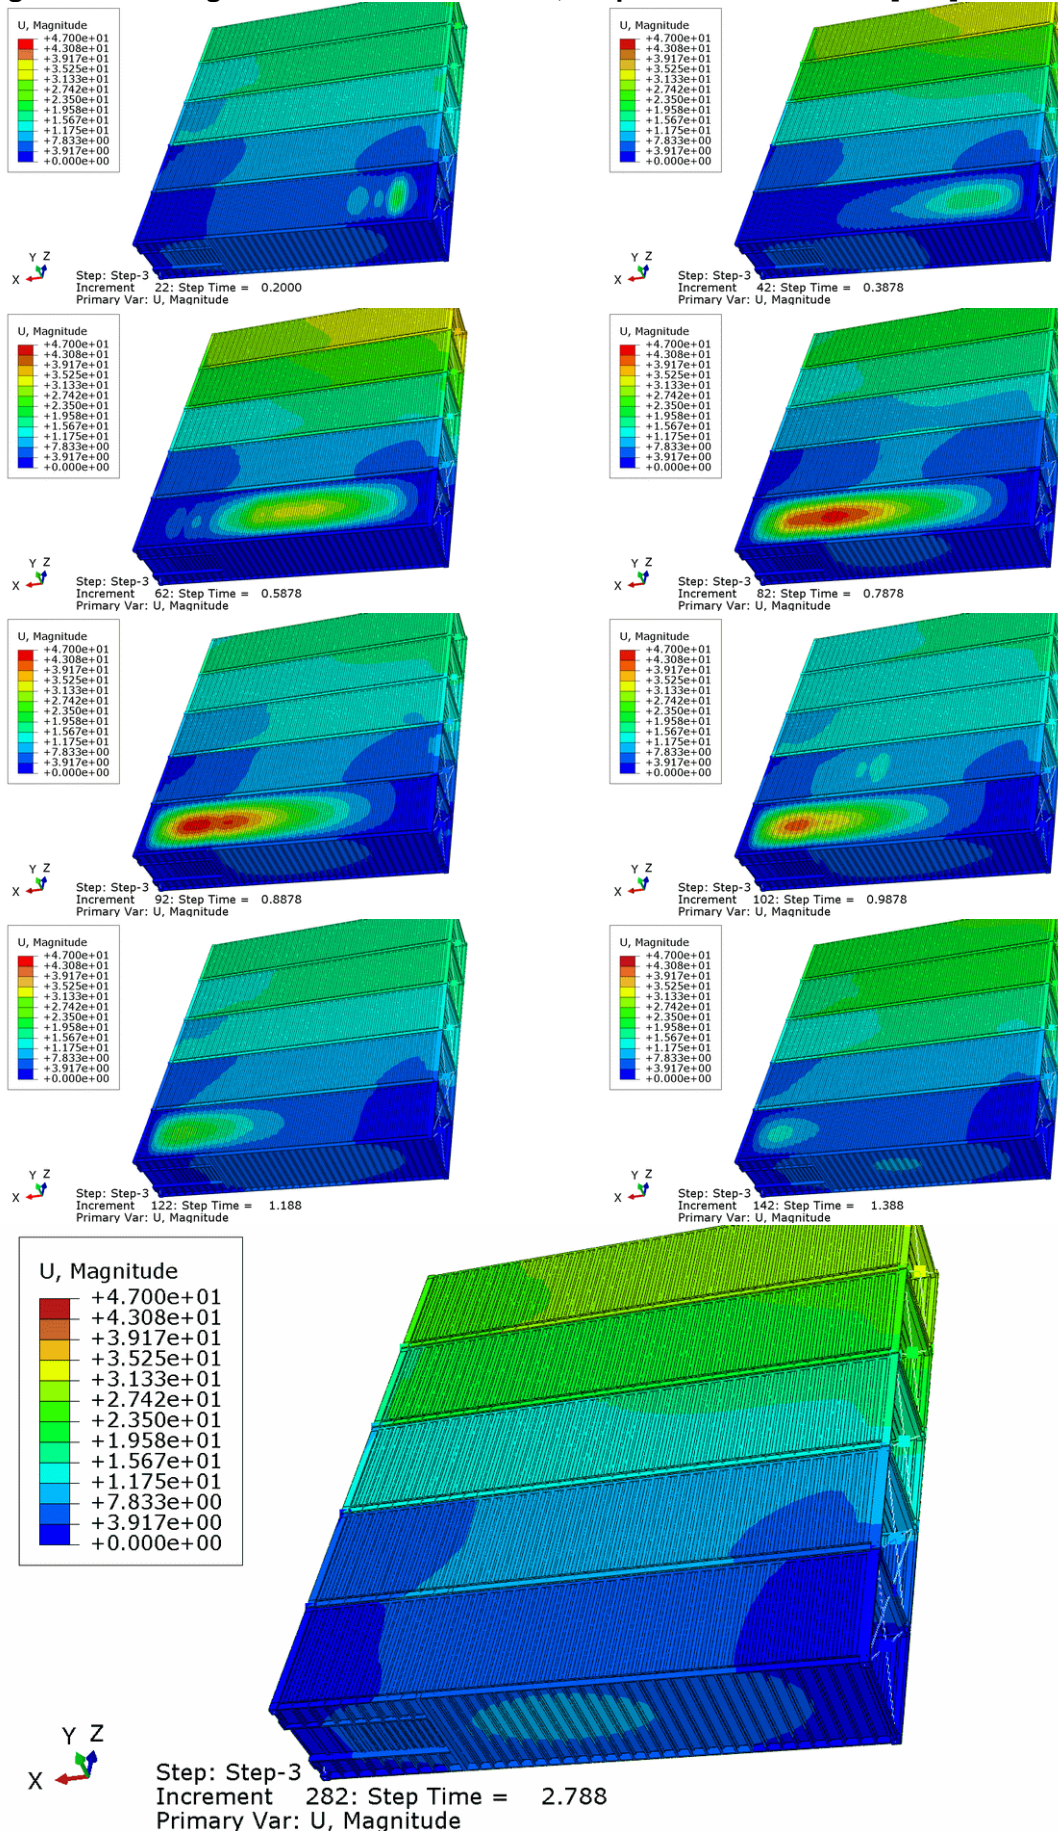 U, Magnitude
+4.700e+01
+4.308e+01
+3.917e+01
+3.525e+01
+3.133e+01
+2.742e+01
+2.350e+01
+1.958e+01
+1.567e+01
+1.175e+01
+7.833e+00
+3.917e+00
+0.000e+00
Y Z
X
Step: Step-3
Increment 22: Step Time = 0.2000
Primary Var: U, Magnitude
U, Magnitude
+4.700e+01
+4.308e+01
+3.917e+01
+3.525e+01
+3.133e+01
+2.742e+01
+2.350e+01
+1.958e+01
+1.567e+01
+1.175e+01
+7.833e+00
+3.917e+00
+0.000e+00
Y Z
X
Step: Step-3
Increment 42: Step Time = 0.3878
Primary Var: U, Magnitude
U, Magnitude
+4.700e+01
+4.308e+01
+3.917e+01
+3.525e+01
+3.133e+01
+2.742e+01
+2.350e+01
+1.958e+01
+1.567e+01
+1.175e+01
+7.833e+00
+3.917e+00
+0.000e+00
Y Z
X
Step: Step-3
Increment 62: Step Time = 0.5878
Primary Var: U, Magnitude
U, Magnitude
+4.700e+01
+4.308e+01
+3.917e+01
+3.525e+01
+3.133e+01
+2.742e+01
+2.350e+01
+1.958e+01
+1.567e+01
+1.175e+01
+7.833e+00
+3.917e+00
+0.000e+00
Y Z
X
Step: Step-3
Increment 82: Step Time = 0.7878
Primary Var: U, Magnitude
U, Magnitude
+4.700e+01
+4.308e+01
+3.917e+01
+3.525e+01
+3.133e+01
+2.742e+01
+2.350e+01
+1.958e+01
+1.567e+01
+1.175e+01
+7.833e+00
+3.917e+00
+0.000e+00
Y Z
X
Step: Step-3
Increment 92: Step Time = 0.8878
Primary Var: U, Magnitude
U, Magnitude
+4.700e+01
+4.308e+01
+3.917e+01
+3.525e+01
+3.133e+01
+2.742e+01
+2.350e+01
+1.958e+01
+1.567e+01
+1.175e+01
+7.833e+00
+3.917e+00
+0.000e+00
Y Z
X
Step: Step-3
Increment 102: Step Time = 0.9878
Primary Var: U, Magnitude
U, Magnitude
+4.700e+01
+4.308e+01
+3.917e+01
+3.525e+01
+3.133e+01
+2.742e+01
+2.350e+01
+1.958e+01
+1.567e+01
+1.175e+01
+7.833e+00
+3.917e+00
+0.000e+00
Y Z
X
Step: Step-3
Increment 122: Step Time = 1.188
Primary Var: U, Magnitude
U, Magnitude
+4.700e+01
+4.308e+01
+3.917e+01
+3.525e+01
+3.133e+01
+2.742e+01
+2.350e+01
+1.958e+01
+1.567e+01
+1.175e+01
+7.833e+00
+3.917e+00
+0.000e+00
Y Z
X
Step: Step-3
Increment 142: Step Time = 1.388
Primary Var: U, Magnitude
U, Magnitude
+4.700e+01
+4.308e+01
+3.917e+01
+3.525e+01
+3.133e+01
+2.742e+01
+2.350e+01
+1.958e+01
+1.567e+01
+1.175e+01
+7.833e+00
+3.917e+00
+0.000e+00
Y Z
X
Step: Step-3
Increment 282: Step Time = 2.788
Primary Var: U, Magnitude